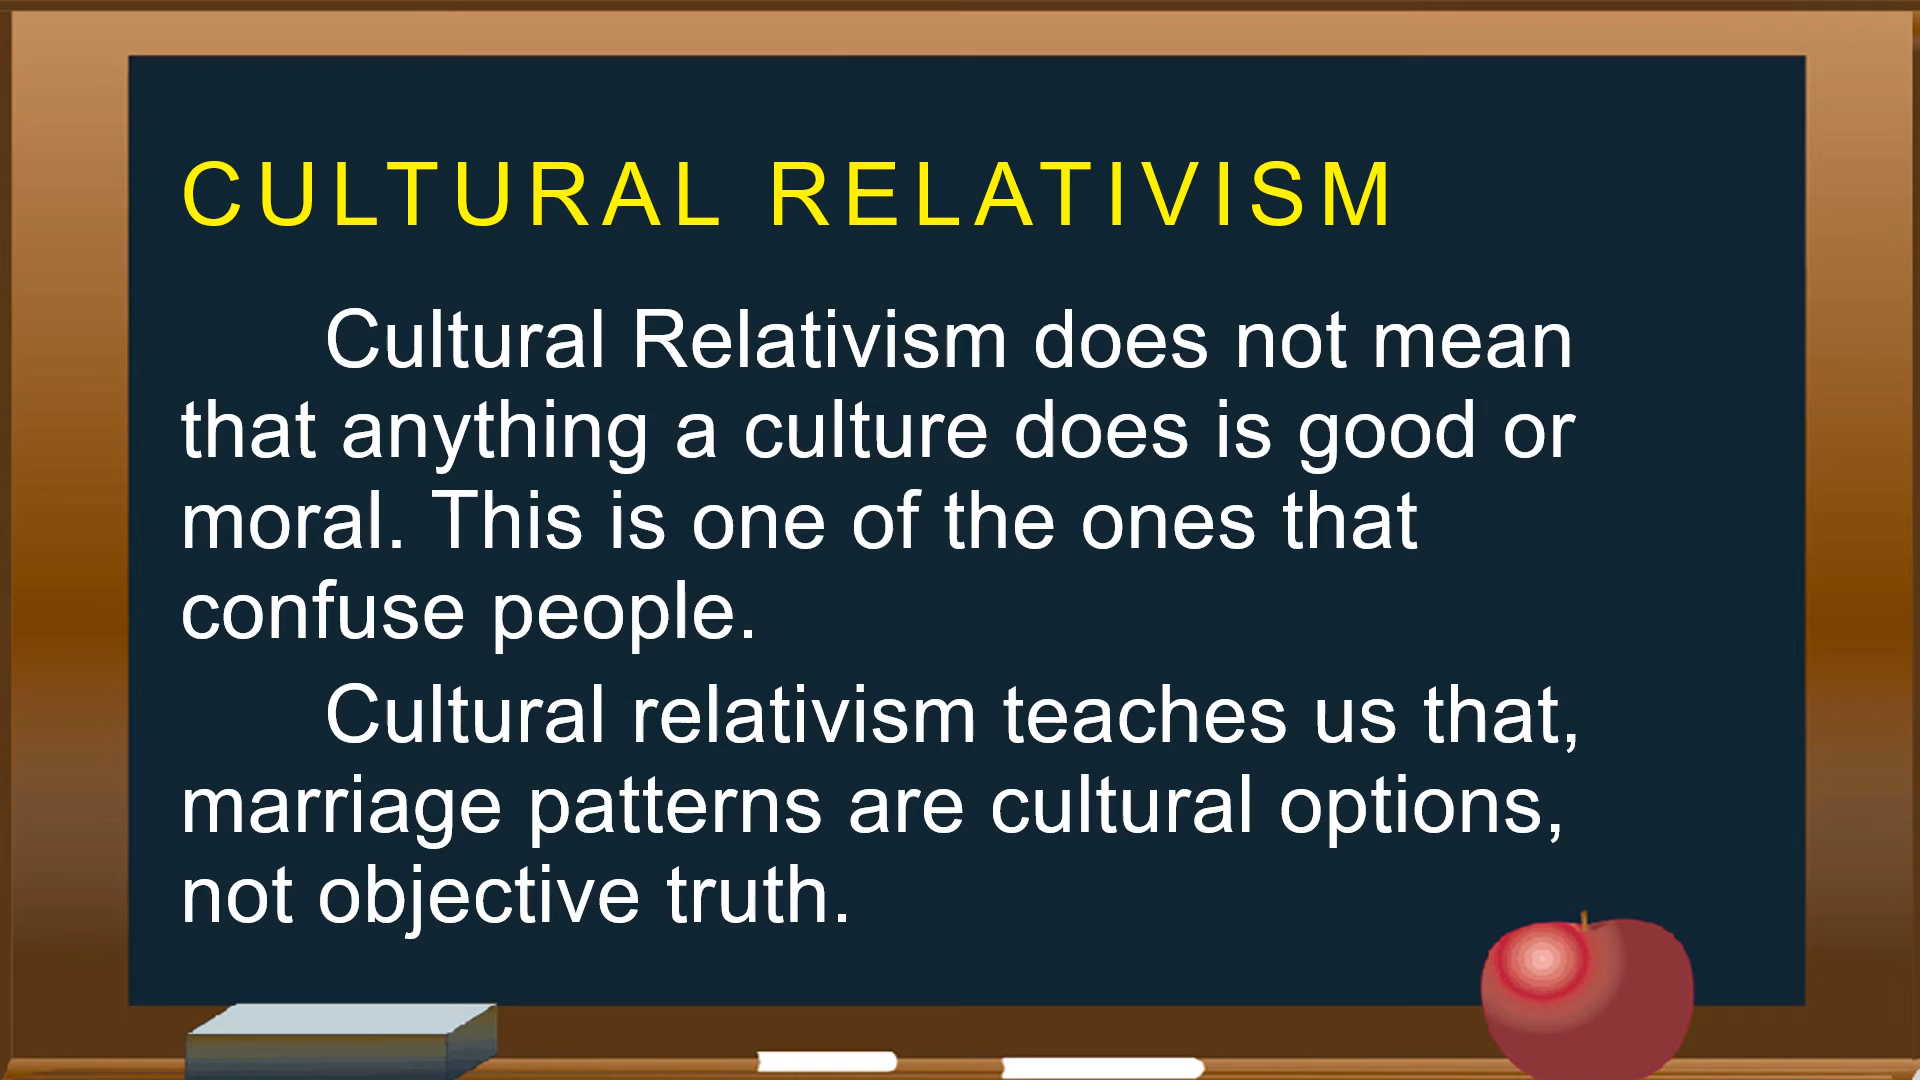 CULTURAL RELATIVISM
Cultural Relativism does not mean
that anything a culture does is good or
moral. This is one of the ones that
confuse people.
Cultural relativism teaches us that,
marriage patterns are cultural options,
not objective truth.